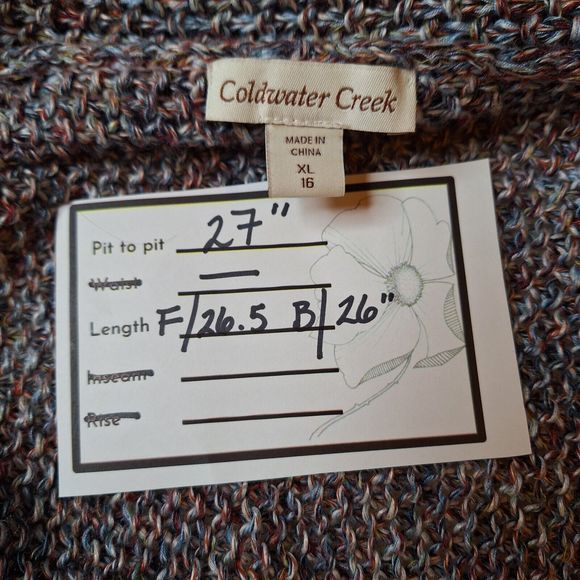 Coldwater Creek
MADE IN
CHINA
XL
16
Pit to pit 27"
Waist —
Length F/26.5 B/26"
Inseam
Rise